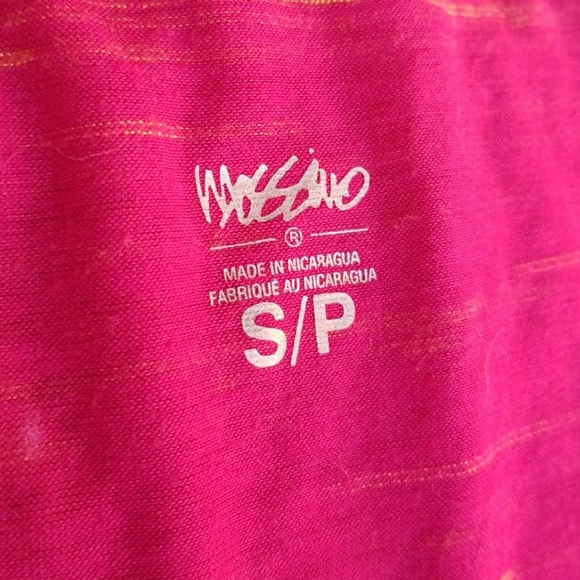 Mossimo
®
MADE IN NICARAGUA
FABRIQUÉ AU NICARAGUA
S/P